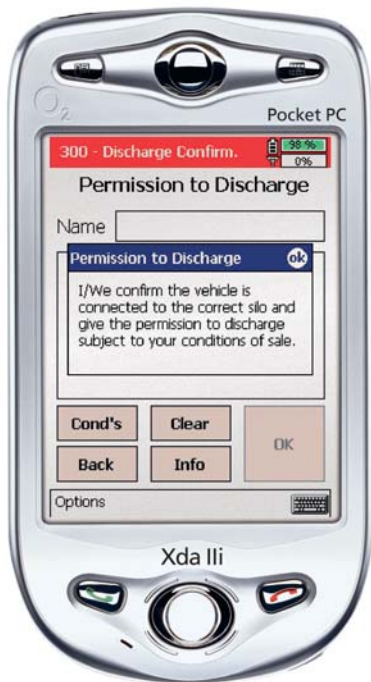 O2
Pocket PC
300 - Discharge Confirm.
98 %
0%
Permission to Discharge
Name
Permission to Discharge
ok
I/We confirm the vehicle is
connected to the correct silo and
give the permission to discharge
subject to your conditions of sale.
Cond's
Clear
OK
Back
Info
Options
Xda IIi